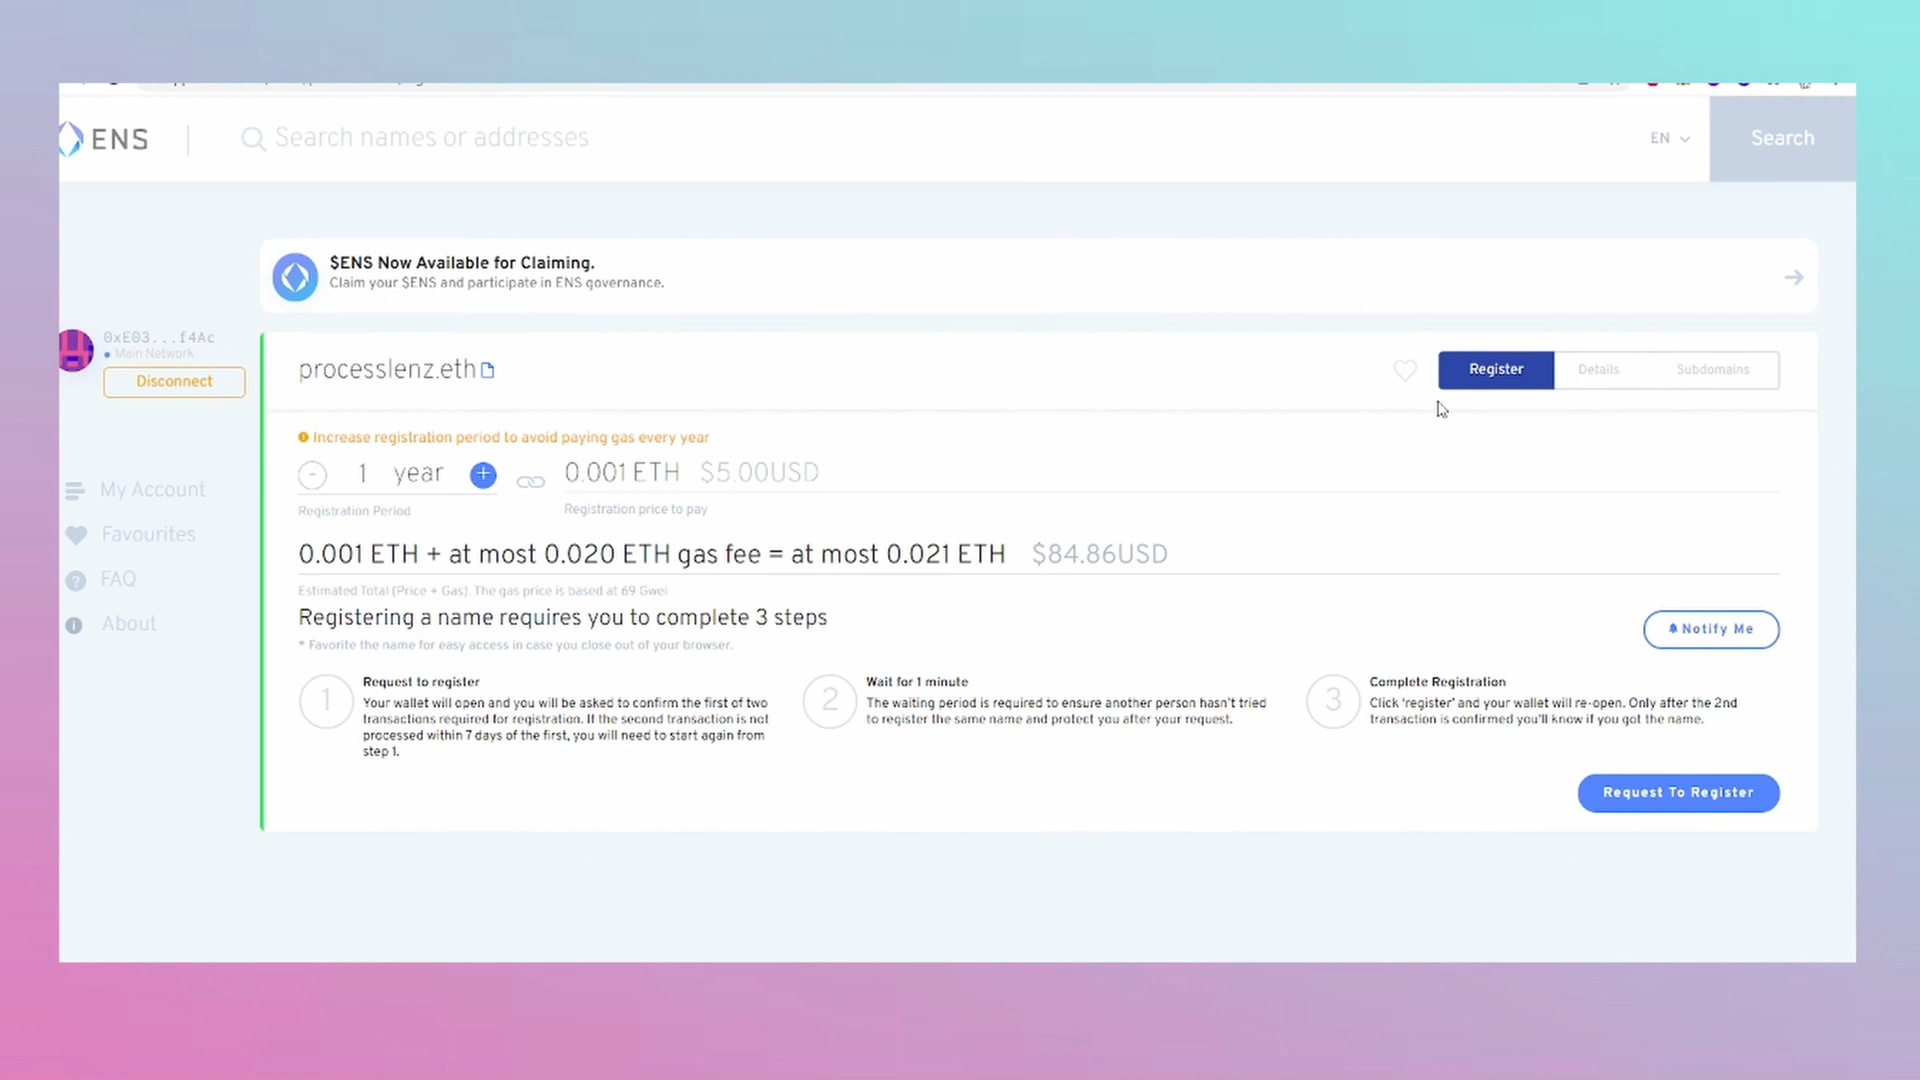 ENS
Search names or addresses
EN
Search
$ENS Now Available for Claiming.
Claim your $ENS and participate in ENS governance.
0xE03...f4Ac
Main Network
Disconnect
processlenz.eth
Register
Details
Subdomains
Increase registration period to avoid paying gas every year
- 1 year +
0.001 ETH $5.00USD
Registration Period
Registration price to pay
My Account
Favourites
FAQ
About
0.001 ETH + at most 0.020 ETH gas fee = at most 0.021 ETH $84.86USD
Estimated Total (Price + Gas). The gas price is based at 69 Gwei
Registering a name requires you to complete 3 steps
* Favorite the name for easy access in case you close out of your browser.
Notify Me
1
Request to register
Your wallet will open and you will be asked to confirm the first of two
transactions required for registration. If the second transaction is not
processed within 7 days of the first, you will need to start again from
step 1.
2
Wait for 1 minute
The waiting period is required to ensure another person hasn't tried
to register the same name and protect you after your request.
3
Complete Registration
Click 'register' and your wallet will re-open. Only after the 2nd
transaction is confirmed you'll know if you got the name.
Request To Register